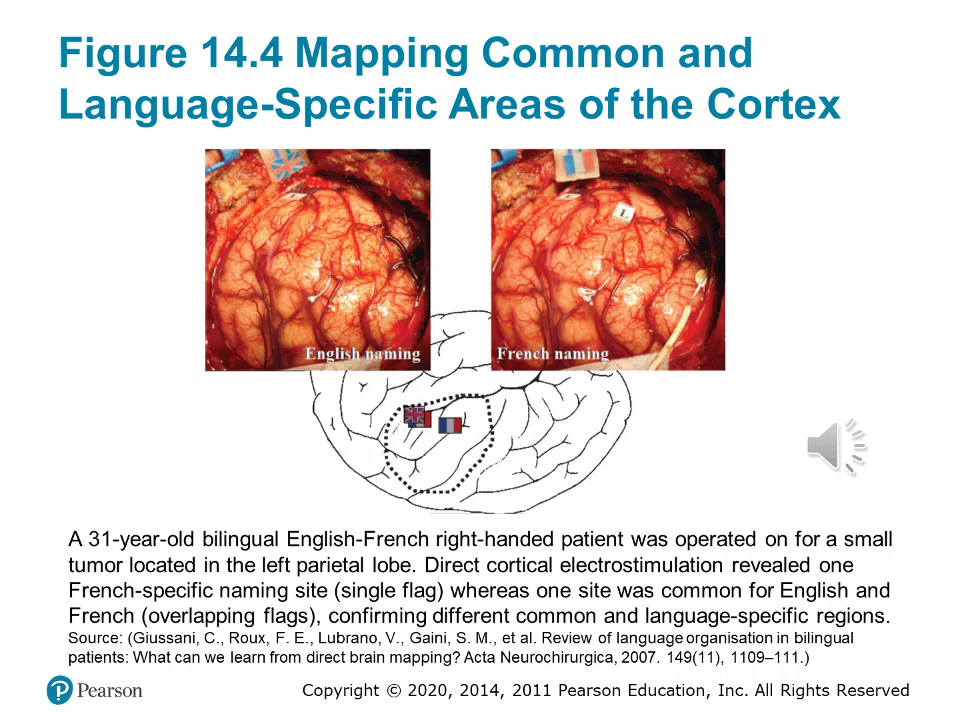 Figure 14.4 Mapping Common and
Language-Specific Areas of the Cortex
L
English naming
French naming
A 31-year-old bilingual English-French right-handed patient was operated on for a small
tumor located in the left parietal lobe. Direct cortical electrostimulation revealed one
French-specific naming site (single flag) whereas one site was common for English and
French (overlapping flags), confirming different common and language-specific regions.
Source: (Giussani, C., Roux, F. E., Lubrano, V., Gaini, S. M., et al. Review of language organisation in bilingual
patients: What can we learn from direct brain mapping? Acta Neurochirurgica, 2007. 149(11), 1109–111.)
P Pearson
Copyright © 2020, 2014, 2011 Pearson Education, Inc. All Rights Reserved